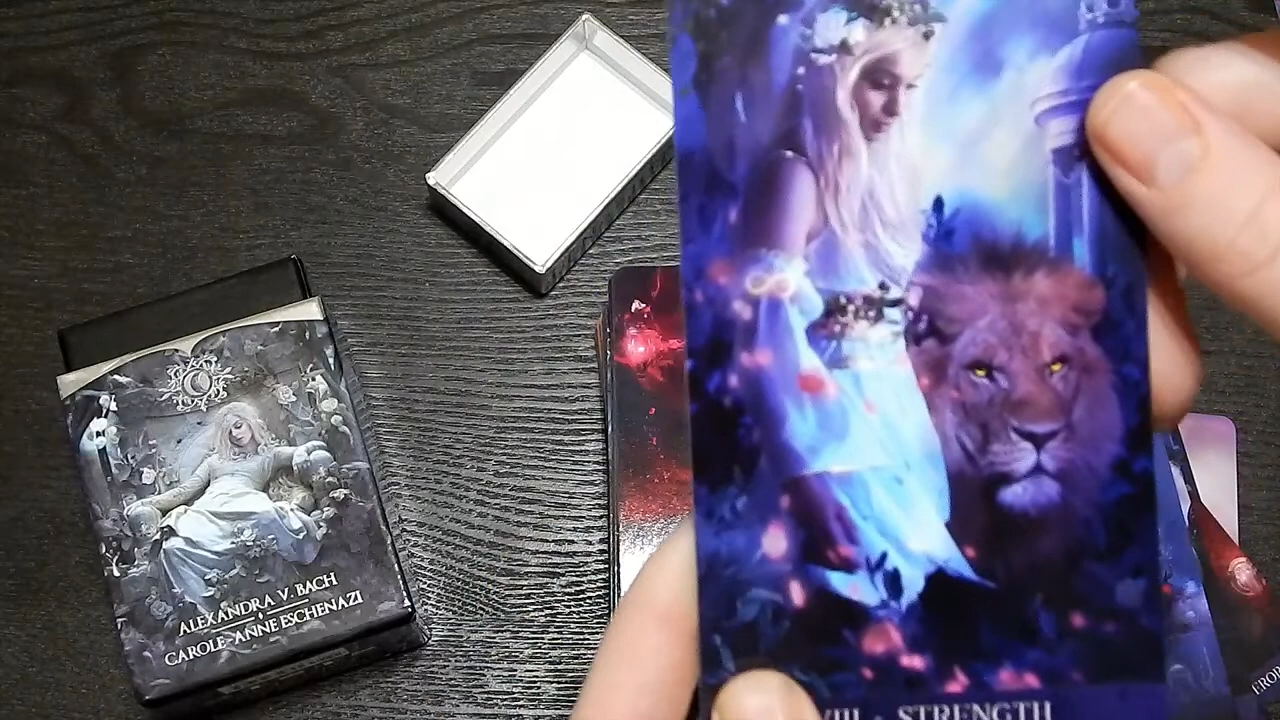 ALEXANDRA V. BACH
CAROLE-ANNE ESCHENAZI
VIII • STRENGTH